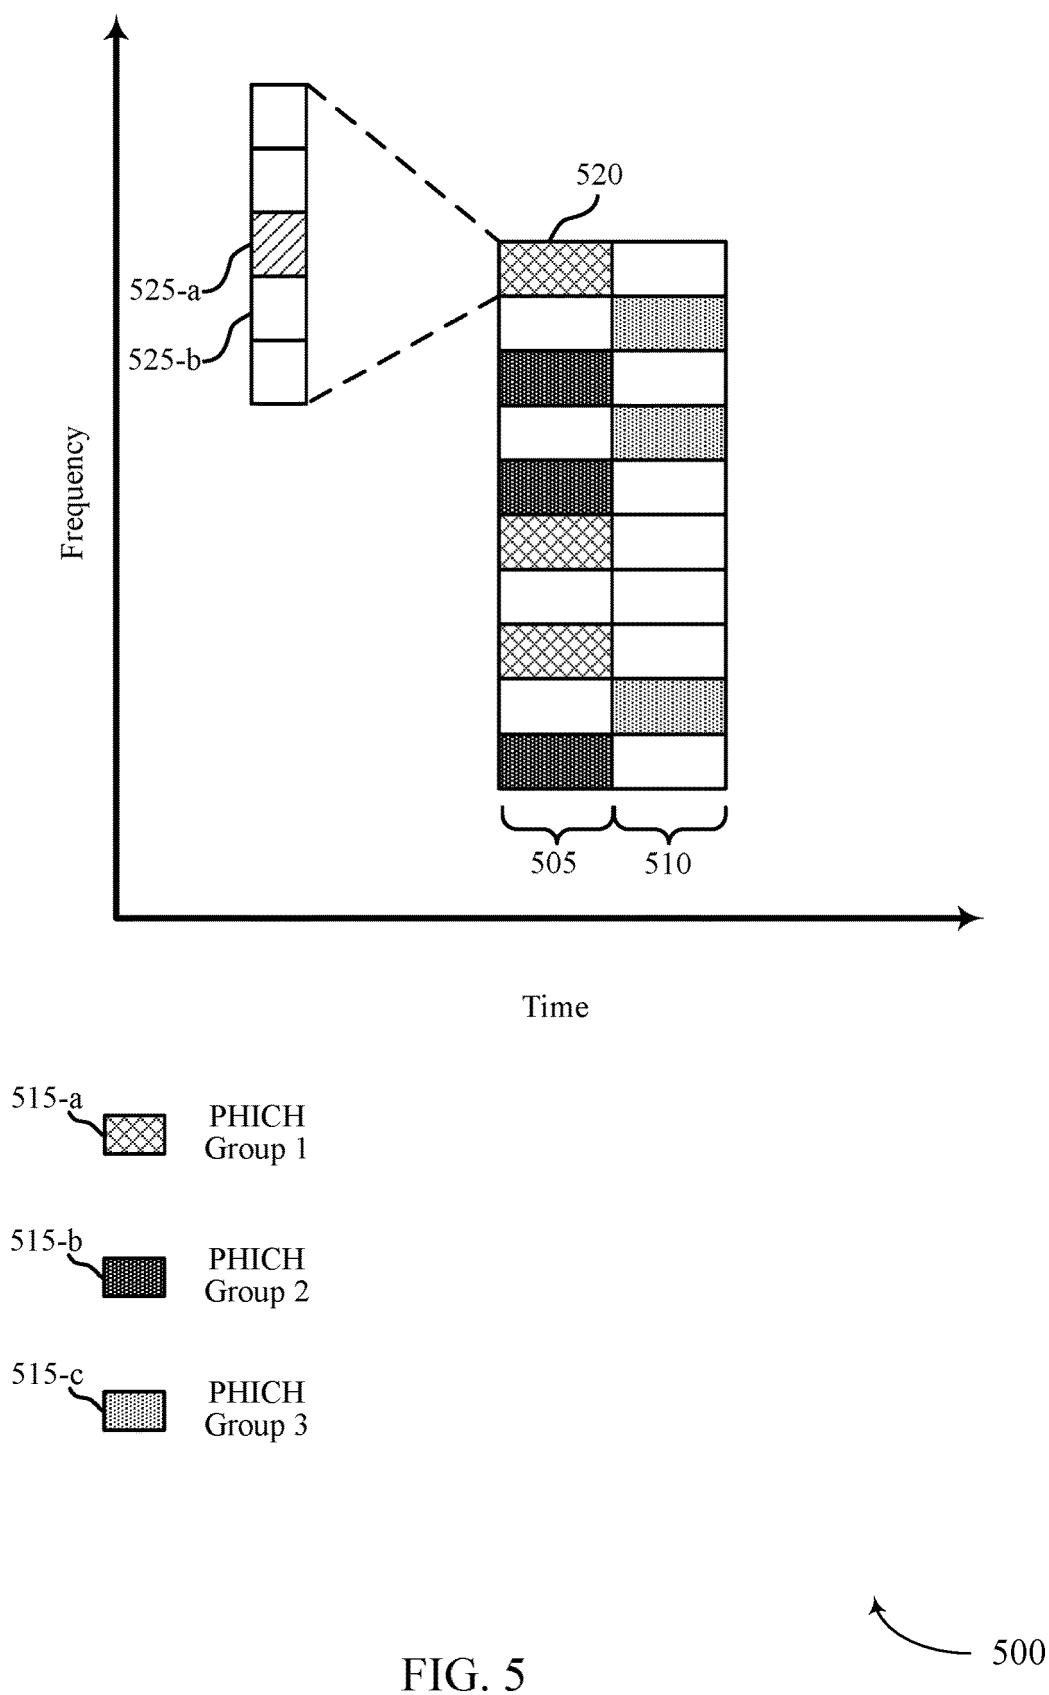 520
525-a
525-b
Frequency
505
510
Time
515-a
PHICH
Group 1
515-b
PHICH
Group 2
515-c
PHICH
Group 3
500
FIG. 5